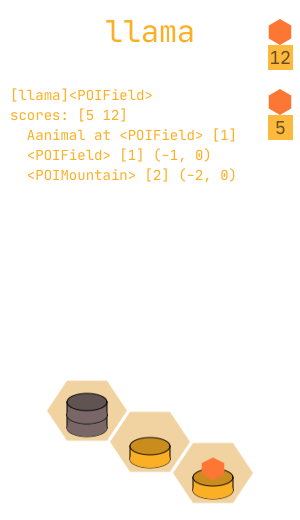 llama
12
5
[llama]<POIField>
scores: [5 12]
Aanimal at <POIField> [1]
<POIField> [1] (-1, 0)
<POIMountain> [2] (-2, 0)